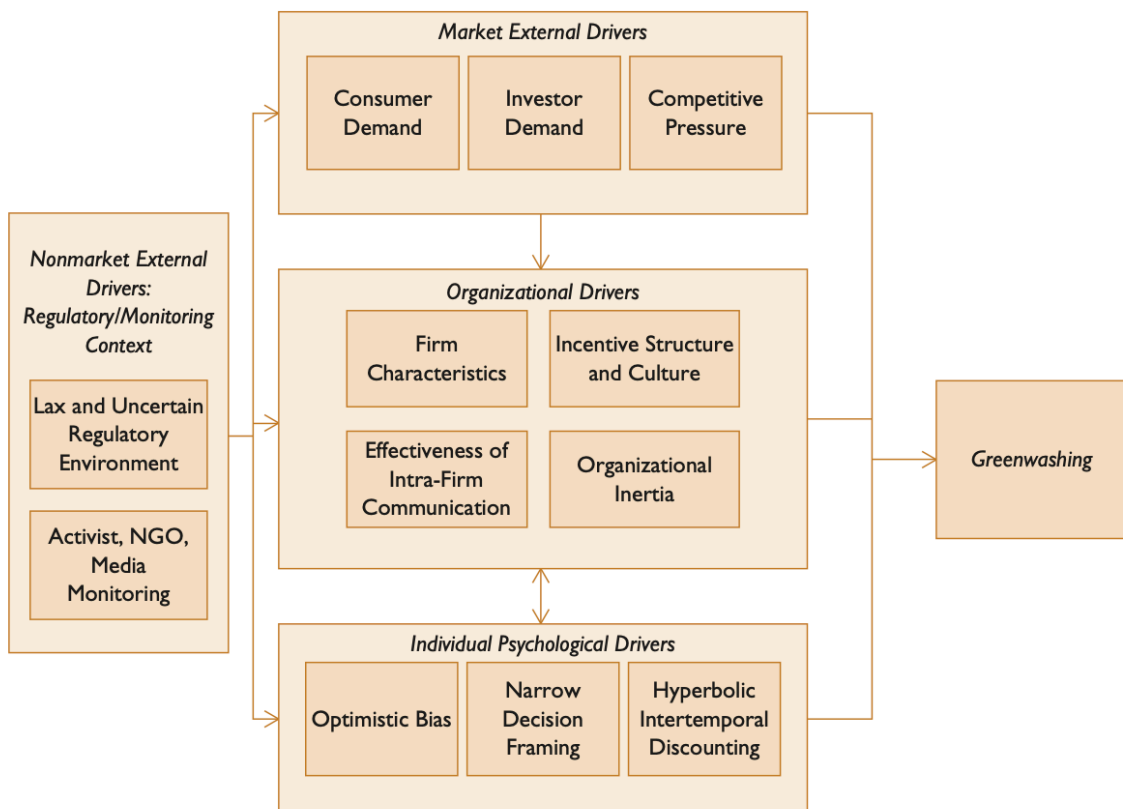 Market External Drivers
Consumer
Demand
Investor
Demand
Competitive
Pressure
Nonmarket External
Drivers:
Regulatory/Monitoring
Context
Lax and Uncertain
Regulatory
Environment
Activist, NGO,
Media
Monitoring
Organizational Drivers
Firm
Characteristics
Incentive Structure
and Culture
Effectiveness of
Intra-Firm
Communication
Organizational
Inertia
Individual Psychological Drivers
Optimistic Bias
Narrow
Decision
Framing
Hyperbolic
Intertemporal
Discounting
Greenwashing